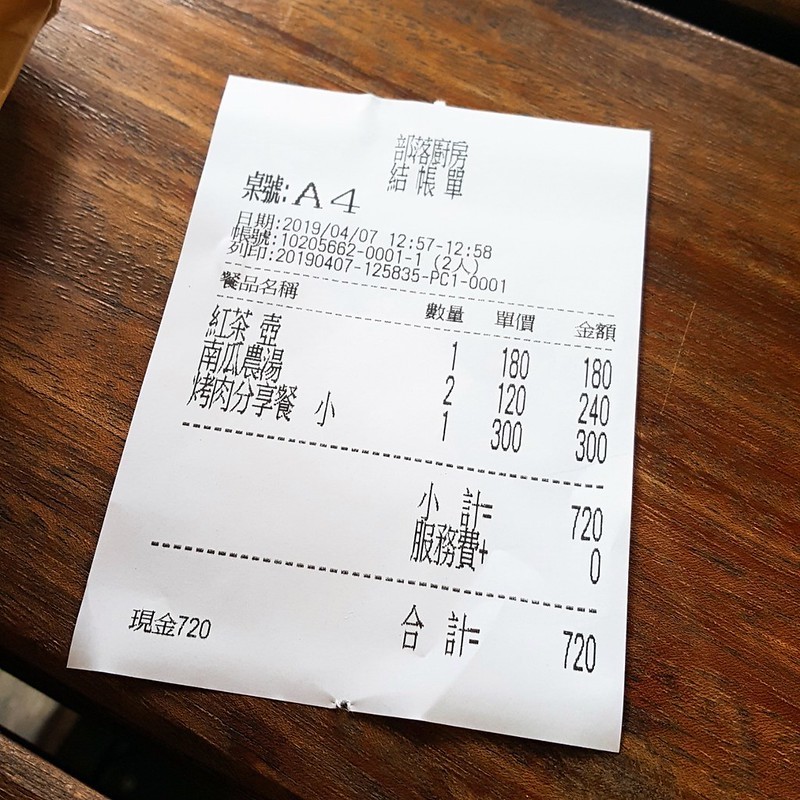 部落廚房
結帳單
桌號:A4
日期:2019/04/07 12:57-12:58
帳號:10205662-0001-1 (2人)
列印:20190407-125835-PC1-0001
餐品名稱 數量 單價 金額
紅茶 壺 1 180 180
南瓜農湯 2 120 240
烤肉分享餐 小 1 300 300
小 計= 720
服務費+ 0
現金720 合 計= 720